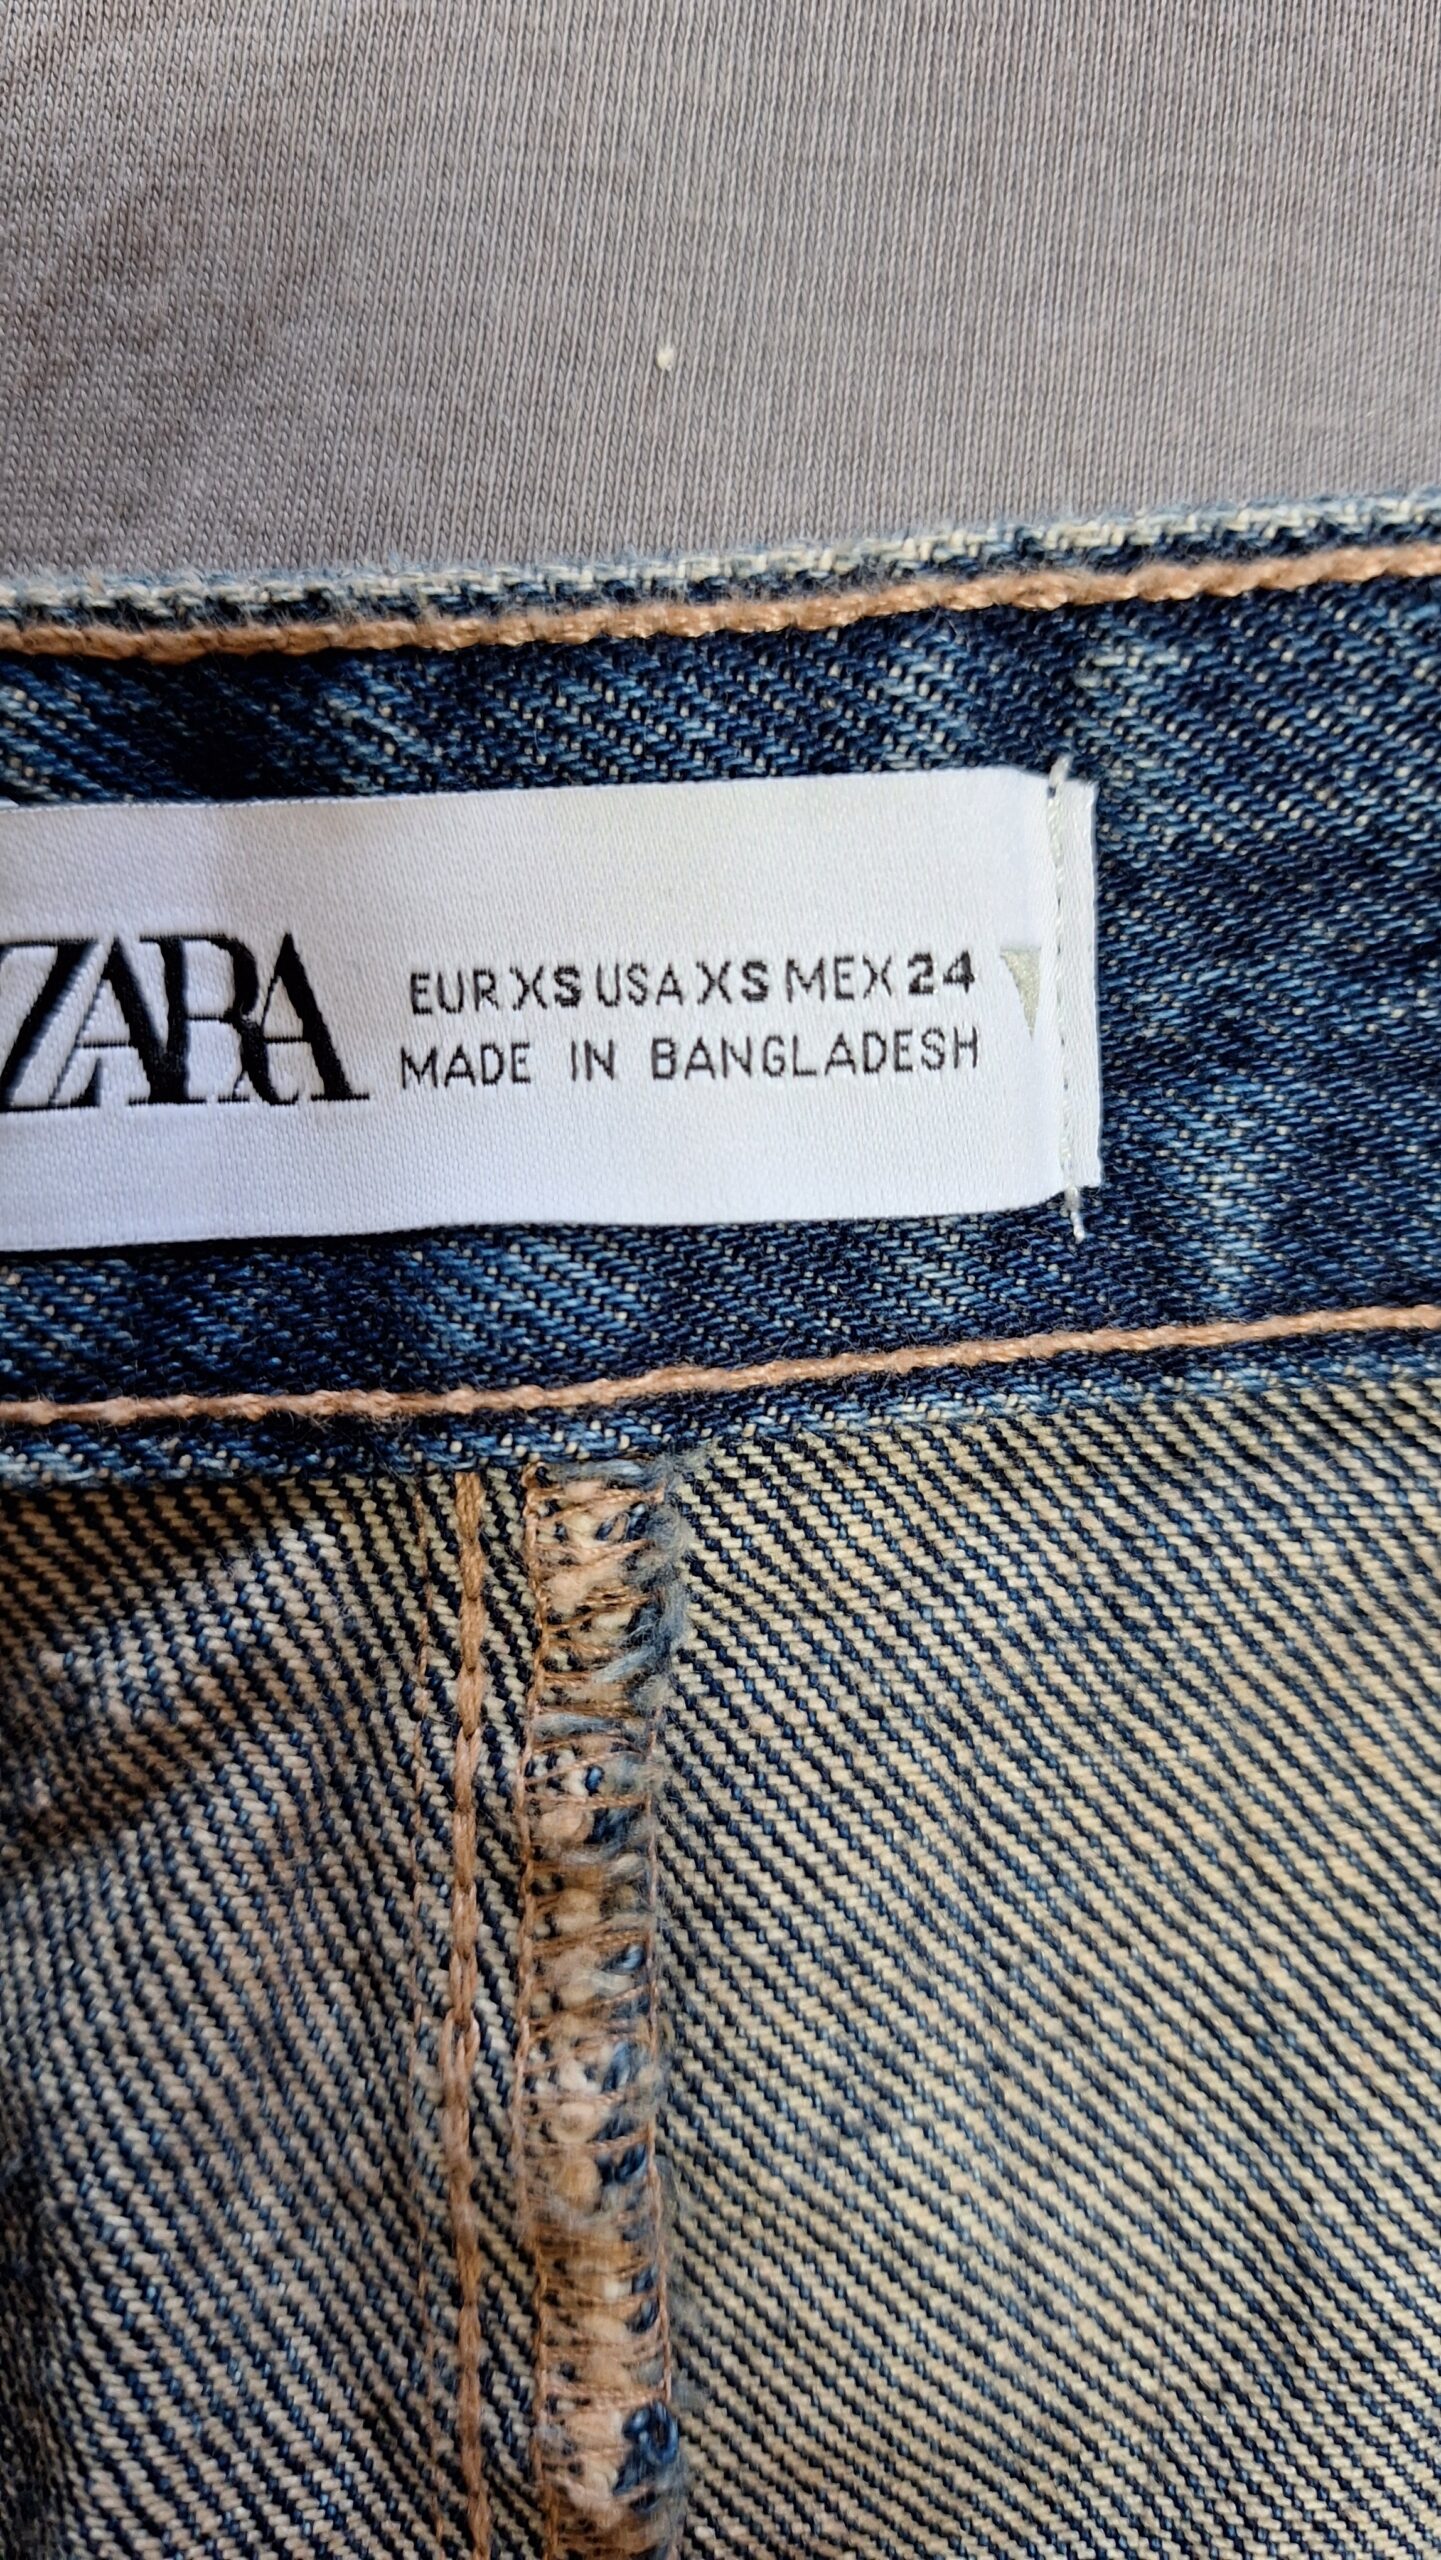 ZARA
EUR XS USA XS MEX 24
MADE IN BANGLADESH